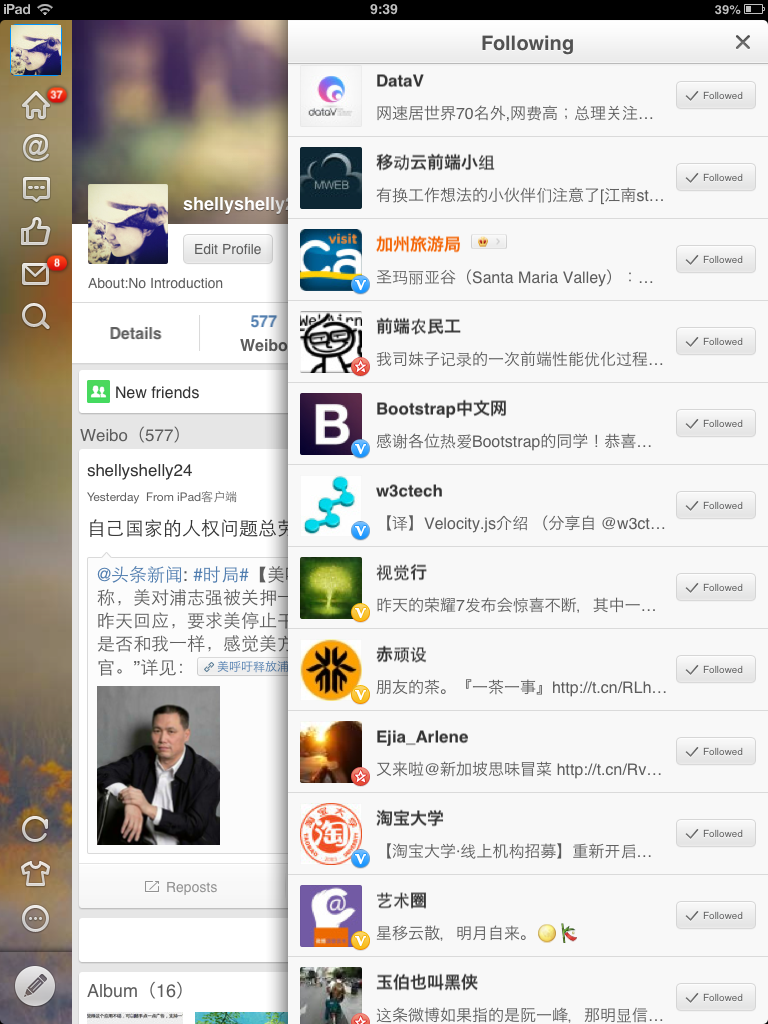 iPad
9:39
39%
37
8
shellyshelly2
Edit Profile
About:No Introduction
Details
577
Weibo
New friends
Weibo（577）
shellyshelly24
Yesterday From iPad客户端
自己国家的人权问题总
@头条新闻: #时局#【美
称，美对浦志强被关押一
昨天回应，要求美停止干
是否和我一样，感觉美方
官。”详见： 美呼吁释放浦
Reposts
Album（16）
Following
DataV
网速居世界70名外,网费高；总理关注…
Followed
dataV
移动云前端小组
有换工作想法的小伙伴们注意了[江南st…
Followed
MWEB
加州旅游局
圣玛丽亚谷（Santa Maria Valley）：…
Followed
visit
Ca
前端农民工
我司妹子记录的一次前端性能优化过程…
Followed
Bootstrap中文网
感谢各位热爱Bootstrap的同学！恭喜…
Followed
B
w3ctech
【译】Velocity.js介绍 （分享自 @w3ct…
Followed
视觉行
昨天的荣耀7发布会惊喜不断，其中一…
Followed
赤顽设
朋友的茶。『一茶一事』http://t.cn/RLh…
Followed
Ejia_Arlene
又来啦@新加坡思味冒菜 http://t.cn/Rv…
Followed
淘宝大学
【淘宝大学·线上机构招募】重新开启…
Followed
淘宝大学
淘
艺术圈
星移云散，明月自来。
Followed
@
玉伯也叫黑侠
这条微博如果指的是阮一峰，那明显信…
Followed